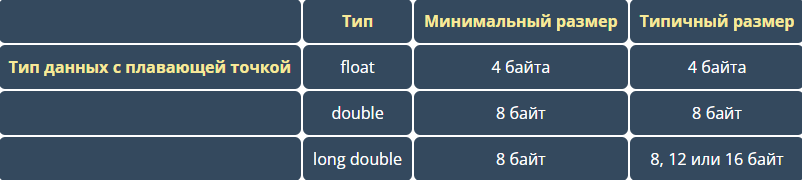 Тип Минимальный размер Типичный размер
Тип данных с плавающей точкой float 4 байта 4 байта
double 8 байт 8 байт
long double 8 байт 8, 12 или 16 байт